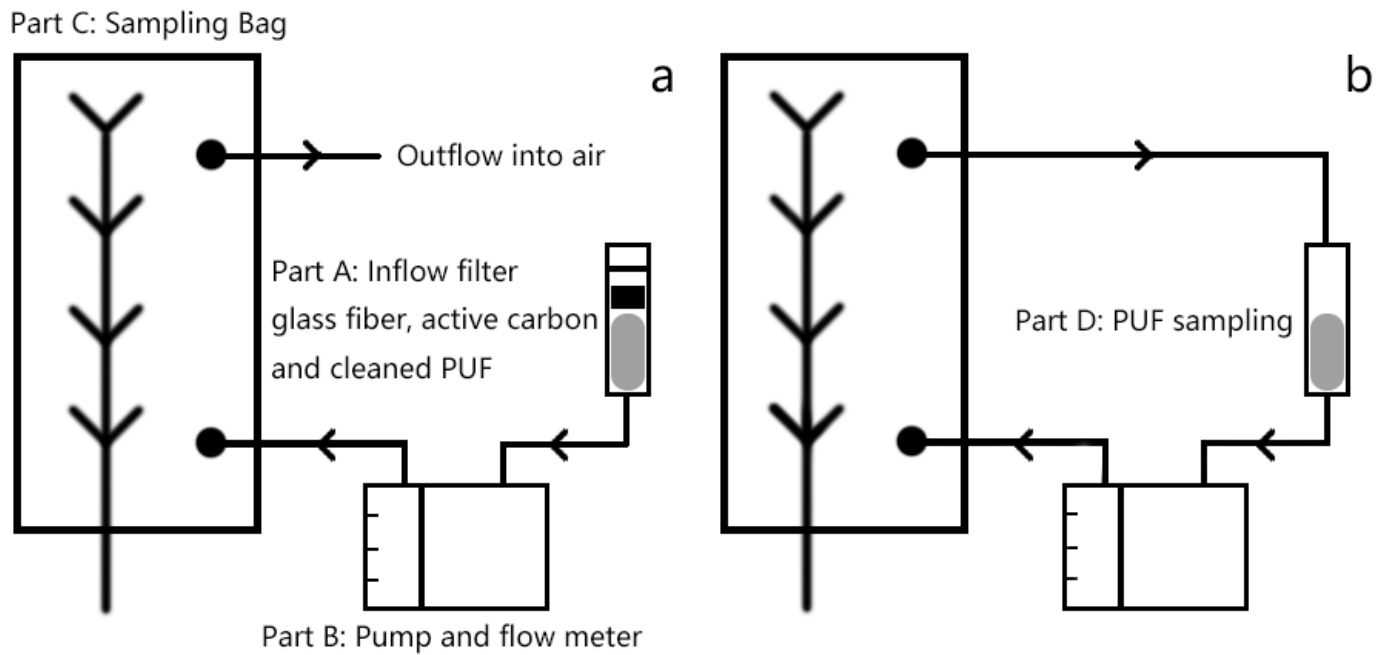 Part C: Sampling Bag
a
Outflow into air
Part A: Inflow filter
glass fiber, active carbon
and cleaned PUF
Part B: Pump and flow meter
b
Part D: PUF sampling